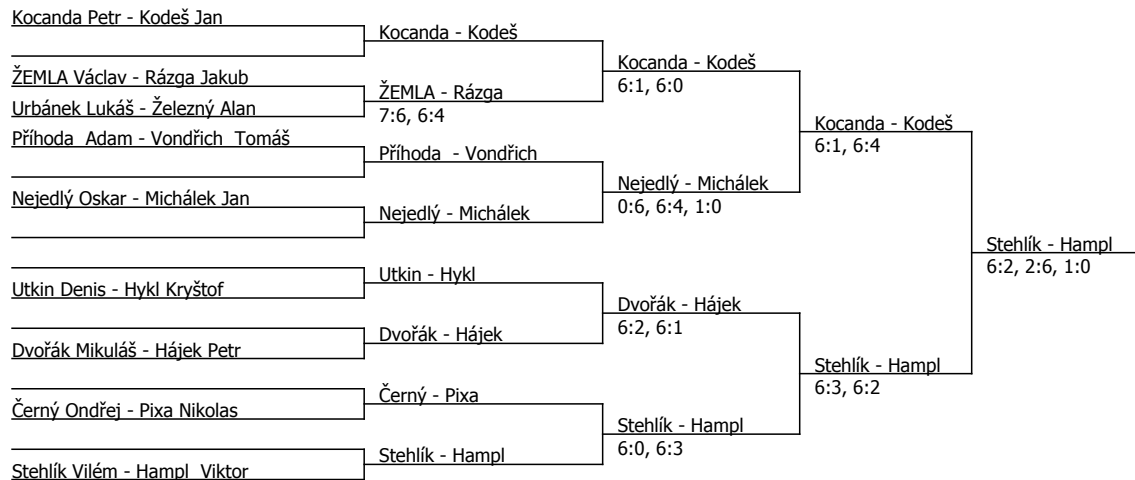 Kocanda Petr - Kodeš Jan
Kocanda - Kodeš
Kocanda - Kodeš
6:1, 6:0
ŽEMLA Václav - Rázga Jakub
ŽEMLA - Rázga
7:6, 6:4
Urbánek Lukáš - Železný Alan
Kocanda - Kodeš
6:1, 6:4
Příhoda Adam - Vondřich Tomáš
Příhoda - Vondřich
Nejedlý - Michálek
0:6, 6:4, 1:0
Nejedlý Oskar - Michálek Jan
Nejedlý - Michálek
Stehlík - Hampl
6:2, 2:6, 1:0
Utkin - Hykl
Utkin Denis - Hykl Kryštof
Dvořák - Hájek
6:2, 6:1
Dvořák - Hájek
Dvořák Mikuláš - Hájek Petr
Stehlík - Hampl
6:3, 6:2
Černý - Pixa
Černý Ondřej - Pixa Nikolas
Stehlík - Hampl
6:0, 6:3
Stehlík - Hampl
Stehlík Vilém - Hampl Viktor